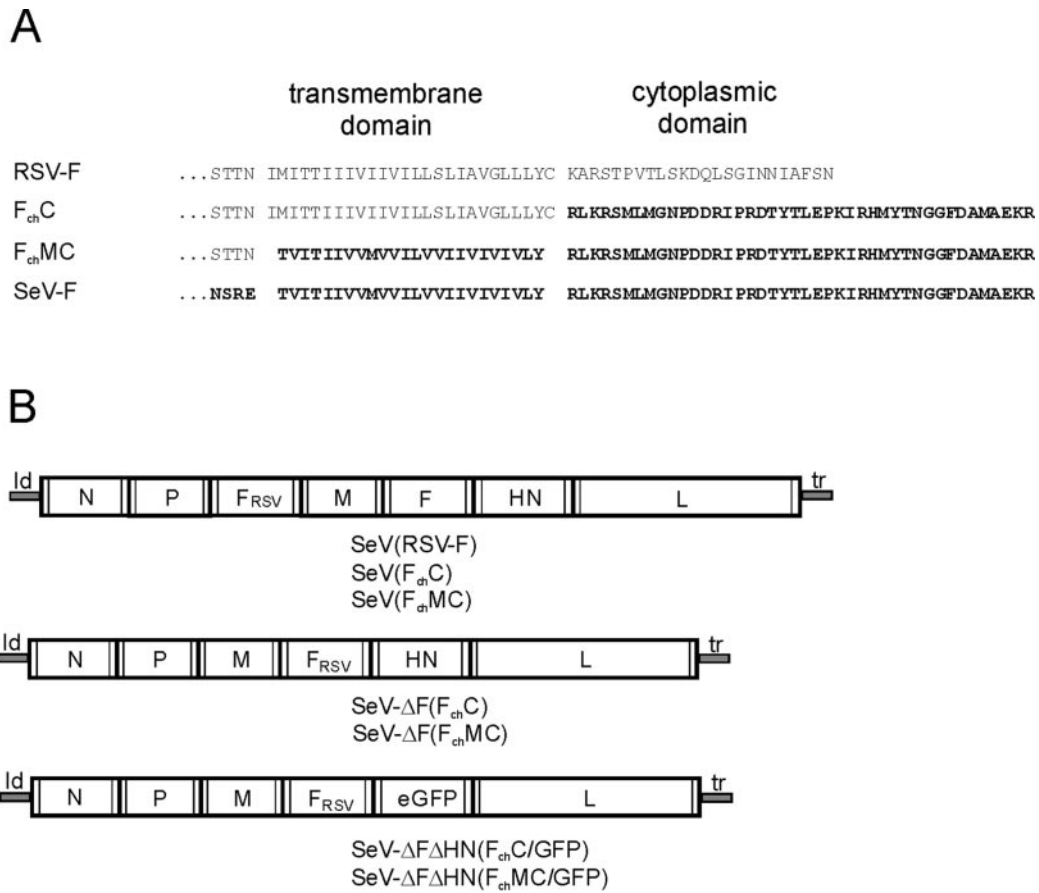 A
transmembrane domain
cytoplasmic domain
RSV-F ...STTN IMITTIIIVIIVILLSLIAVGLLLYC KARSTPVTLSKDQLSGINNIAFSN
FchC ...STTN IMITTIIIVIIVILLSLIAVGLLLYC RLKRSMLMGNPDDRIPRDTYTLEPKIRHMYTNGGFDAMAEKR
FchMC ...STTN TVITIIVVMVVILVVIIVIVIVLY RLKRSMLMGNPDDRIPRDTYTLEPKIRHMYTNGGFDAMAEKR
SeV-F ...NSRE TVITIIVVMVVILVVIIVIVIVLY RLKRSMLMGNPDDRIPRDTYTLEPKIRHMYTNGGFDAMAEKR
B
ld N P FRSV M F HN L tr
SeV(RSV-F)
SeV(FchC)
SeV(FchMC)
ld N P M FRSV HN L tr
SeV-ΔF(FchC)
SeV-ΔF(FchMC)
ld N P M FRSV eGFP L tr
SeV-ΔFΔHN(FchC/GFP)
SeV-ΔFΔHN(FchMC/GFP)